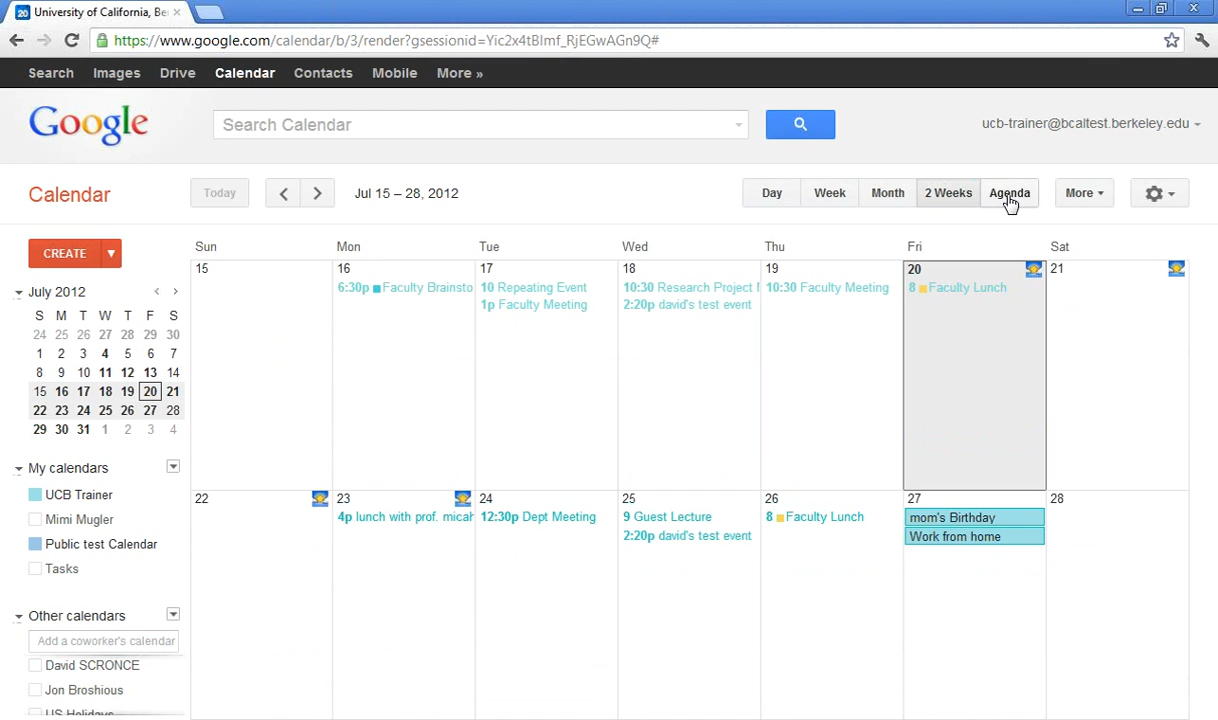 20 University of California, Be
https://www.google.com/calendar/b/3/render?gsessionid=Yic2x4tBlmf_RjEGwAGn9Q#
Search Images Drive Calendar Contacts Mobile More »
Google
Search Calendar
ucb-trainer@bcaltest.berkeley.edu
Calendar
Today
Jul 15 – 28, 2012
Day Week Month 2 Weeks Agenda
More
CREATE
July 2012
S M T W T F S
24 25 26 27 28 29 30
1 2 3 4 5 6 7
8 9 10 11 12 13 14
15 16 17 18 19 20 21
22 23 24 25 26 27 28
29 30 31 1 2 3 4
My calendars
UCB Trainer
Mimi Mugler
Public test Calendar
Tasks
Other calendars
Add a coworker's calendar
David SCRONCE
Jon Broshious
US Holidays
Sun Mon Tue Wed Thu Fri Sat
15 16 17 18 19 20 21
6:30p Faculty Brainsto
10 Repeating Event
1p Faculty Meeting
10:30 Research Project
2:20p david's test event
10:30 Faculty Meeting
8 Faculty Lunch
22 23 24 25 26 27 28
4p lunch with prof. micah
12:30p Dept Meeting
9 Guest Lecture
2:20p david's test event
8 Faculty Lunch
mom's Birthday
Work from home